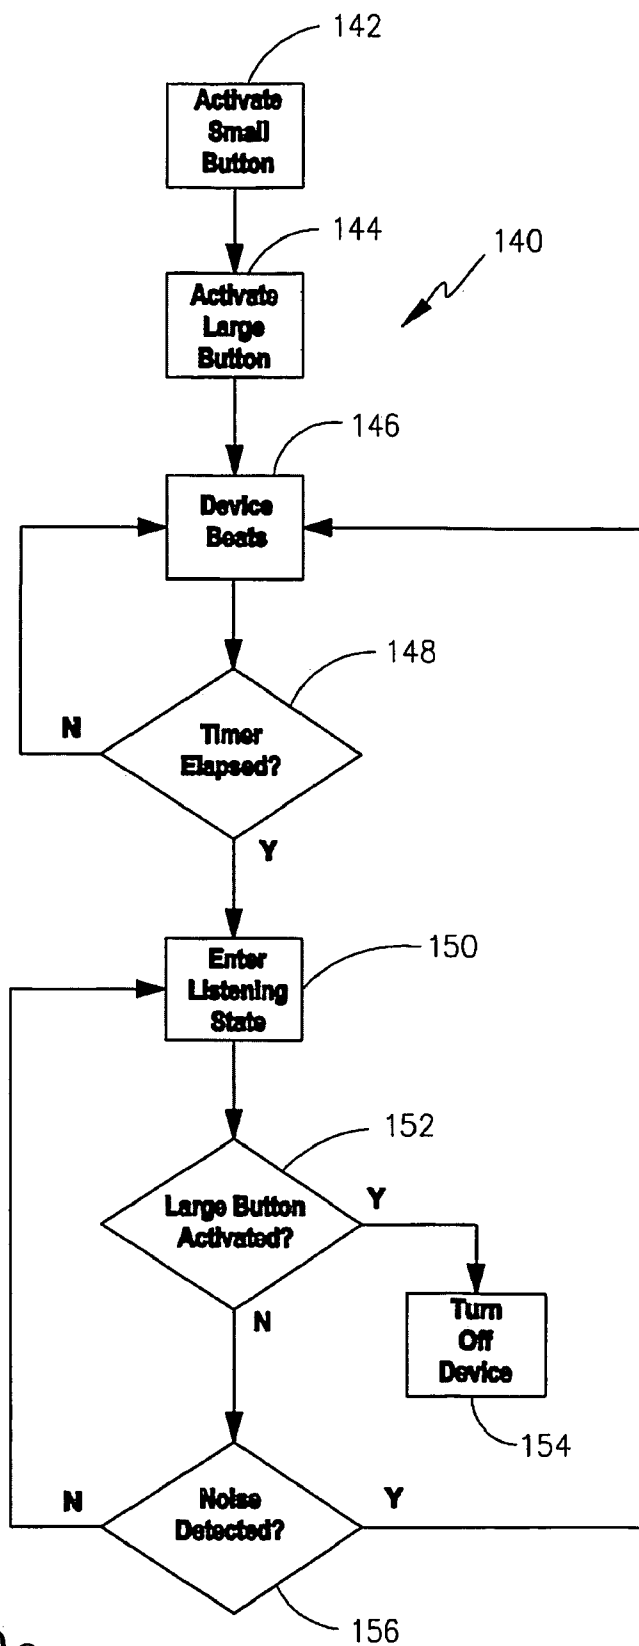 142
Activate
Small
Button
144
140
Activate
Large
Button
146
Device
Beats
148
N
Timer
Elapsed?
Y
150
Enter
Listening
State
152
Large Button
Activated?
Y
N
Turn
Off
Device
154
N
Noise
Detected?
Y
156